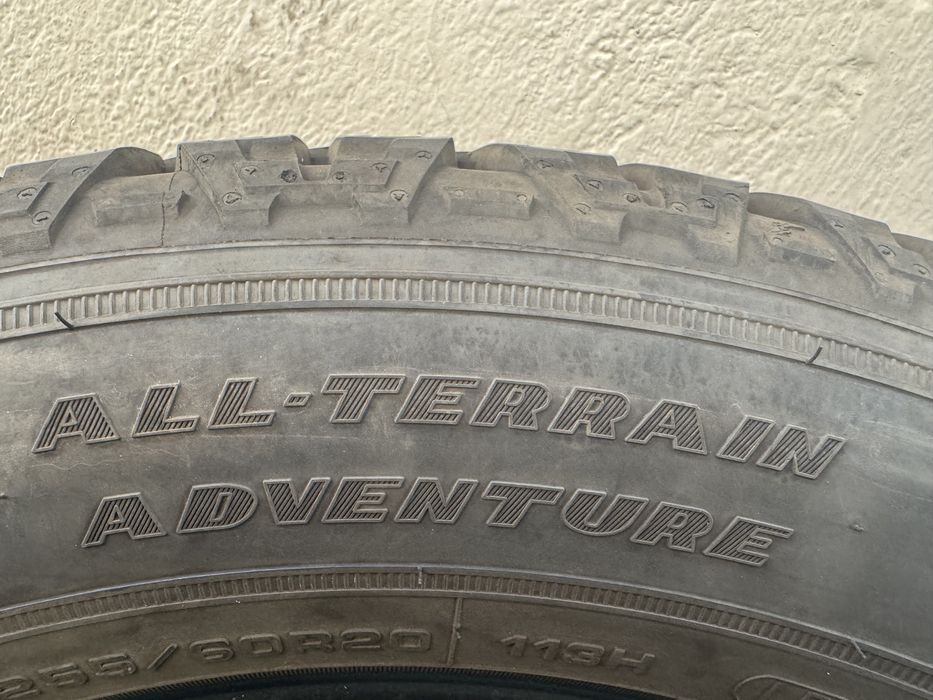 ALL-TERRAIN
ADVENTURE
255/60R20 113H